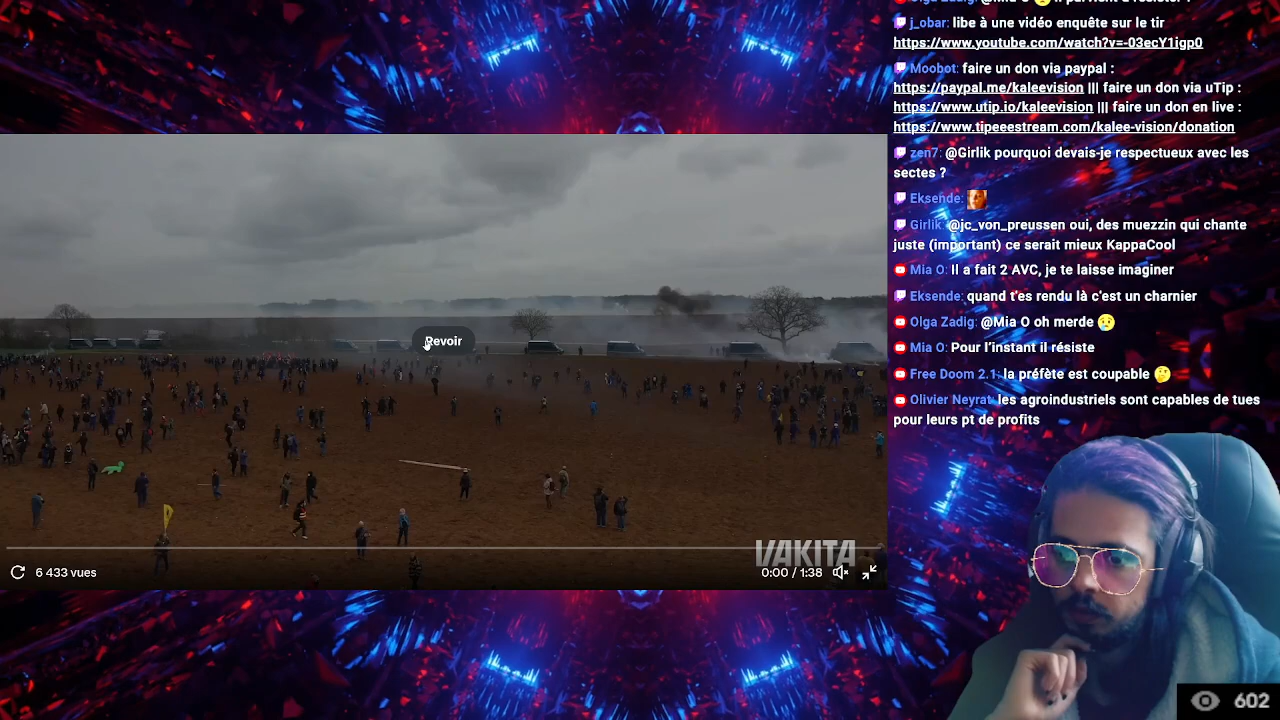 j_obar: libe à une vidéo enquête sur le tir
https://www.youtube.com/watch?v=-03ecY1igp0
Moobot: faire un don via paypal :
https://paypal.me/kaleevision ||| faire un don via uTip :
https://www.utip.io/kaleevision ||| faire un don en live :
https://www.tipeeestream.com/kalee-vision/donation
zen7: @Girlik pourquoi devais-je respectueux avec les
sectes ?
Eksende:
Girlik: @jc_von_preussen oui, des muezzin qui chante
juste (important) ce serait mieux KappaCool
Mia O: Il a fait 2 AVC, je te laisse imaginer
Eksende: quand t'es rendu là c'est un charnier
Olga Zadig: @Mia O oh merde
Mia O: Pour l'instant il résiste
Free Doom 2.1: la préfète est coupable
Olivier Neyrat: les agroindustriels sont capables de tues
pour leurs pt de profits
Revoir
VAKITA
6 433 vues
0:00 / 1:38
602